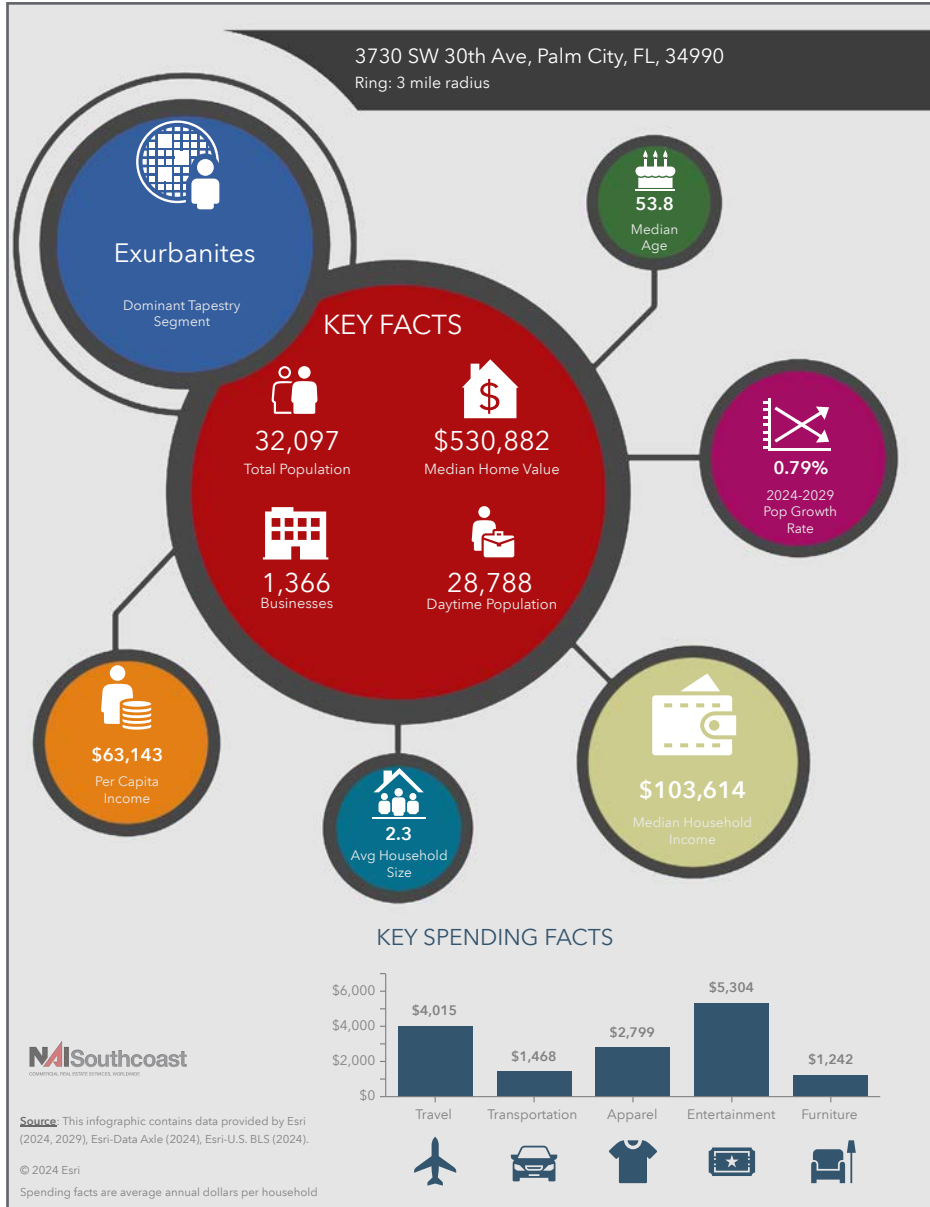 3730 SW 30th Ave, Palm City, FL, 34990
Ring: 3 mile radius
Exurbanites
Dominant Tapestry
Segment
53.8
Median
Age
KEY FACTS
32,097
Total Population
$530,882
Median Home Value
1,366
Businesses
28,788
Daytime Population
0.79%
2024-2029
Pop Growth
Rate
$63,143
Per Capita
Income
2.3
Avg Household
Size
$103,614
Median Household
Income
KEY SPENDING FACTS
$6,000
$4,000
$2,000
$0
$4,015
$1,468
$2,799
$5,304
$1,242
Travel
Transportation
Apparel
Entertainment
Furniture
NAISouthcoast
COMMERCIAL REAL ESTATE SERVICES, WORLDWIDE
Source: This infographic contains data provided by Esri
(2024, 2029), Esri-Data Axle (2024), Esri-U.S. BLS (2024).
© 2024 Esri
Spending facts are average annual dollars per household